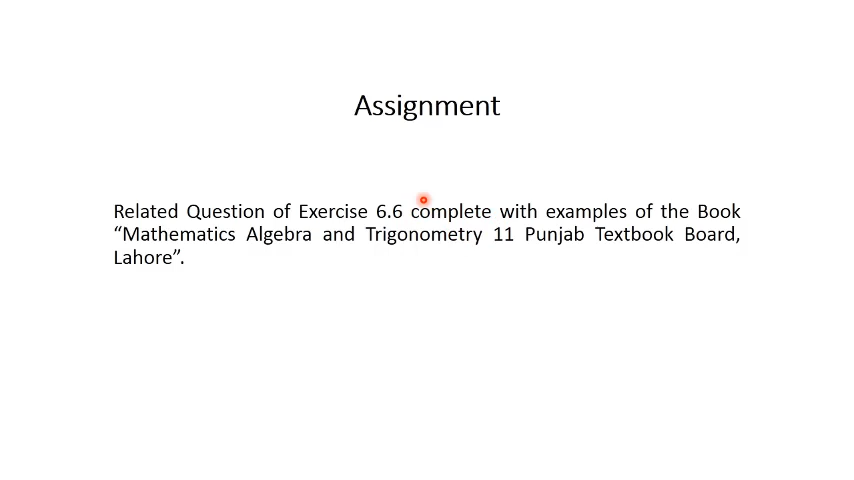 Assignment
Related Question of Exercise 6.6 complete with examples of the Book
“Mathematics Algebra and Trigonometry 11 Punjab Textbook Board,
Lahore”.